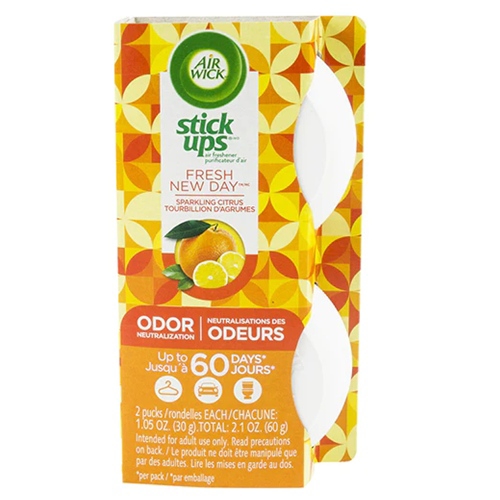 AIR
WICK
stick
ups
air freshener
purificateur d'air
FRESH
NEW DAY
SPARKLING CITRUS
TOURBILLION D'AGRUMES
ODOR
NEUTRALIZATION
NEUTRALISATIONS DES
ODEURS
Up to
Jusqu'à
60 DAYS*
JOURS*
2 pucks /rondelles EACH/CHACUNE:
1.05 OZ. (30 g).TOTAL: 2.1 OZ. (60 g)
Intended for adult use only. Read precautions
on back. / Le produit ne doit être manipulé que
par des adultes. Lire les mises en garde au dos.
*per pack / *par emballage